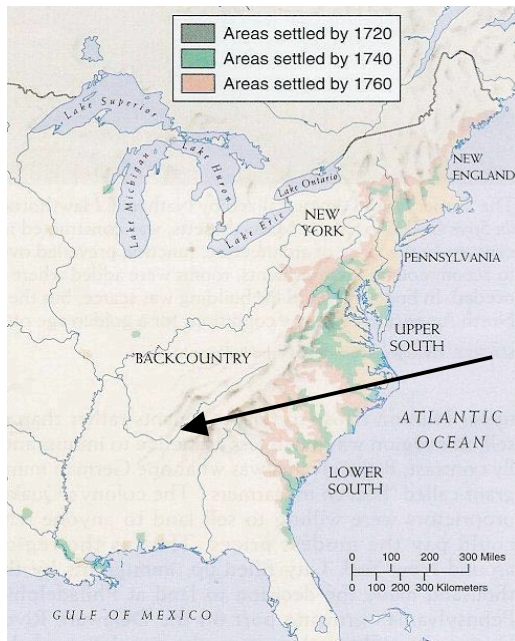 Areas settled by 1720
Areas settled by 1740
Areas settled by 1760
Lake Superior
Lake Michigan
Lake Huron
Lake Ontario
Lake Erie
NEW
ENGLAND
NEW
YORK
PENNSYLVANIA
UPPER
SOUTH
BACKCOUNTRY
ATLANTIC
OCEAN
LOWER
SOUTH
0 100 200 300 Miles
0 100 200 300 Kilometers
GULF OF MEXICO